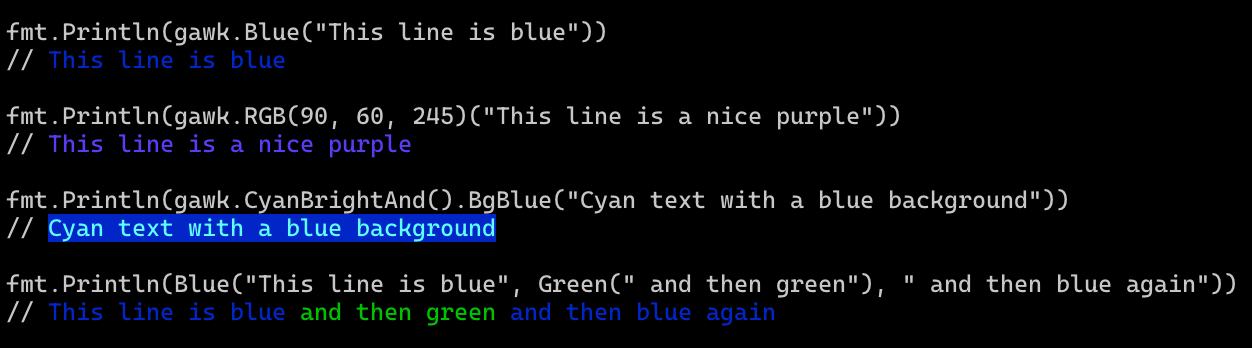 fmt.Println(gawk.Blue("This line is blue"))
// This line is blue
fmt.Println(gawk.RGB(90, 60, 245)("This line is a nice purple"))
// This line is a nice purple
fmt.Println(gawk.CyanBrightAnd().BgBlue("Cyan text with a blue background"))
// Cyan text with a blue background
fmt.Println(Blue("This line is blue", Green(" and then green"), " and then blue again"))
// This line is blue and then green and then blue again